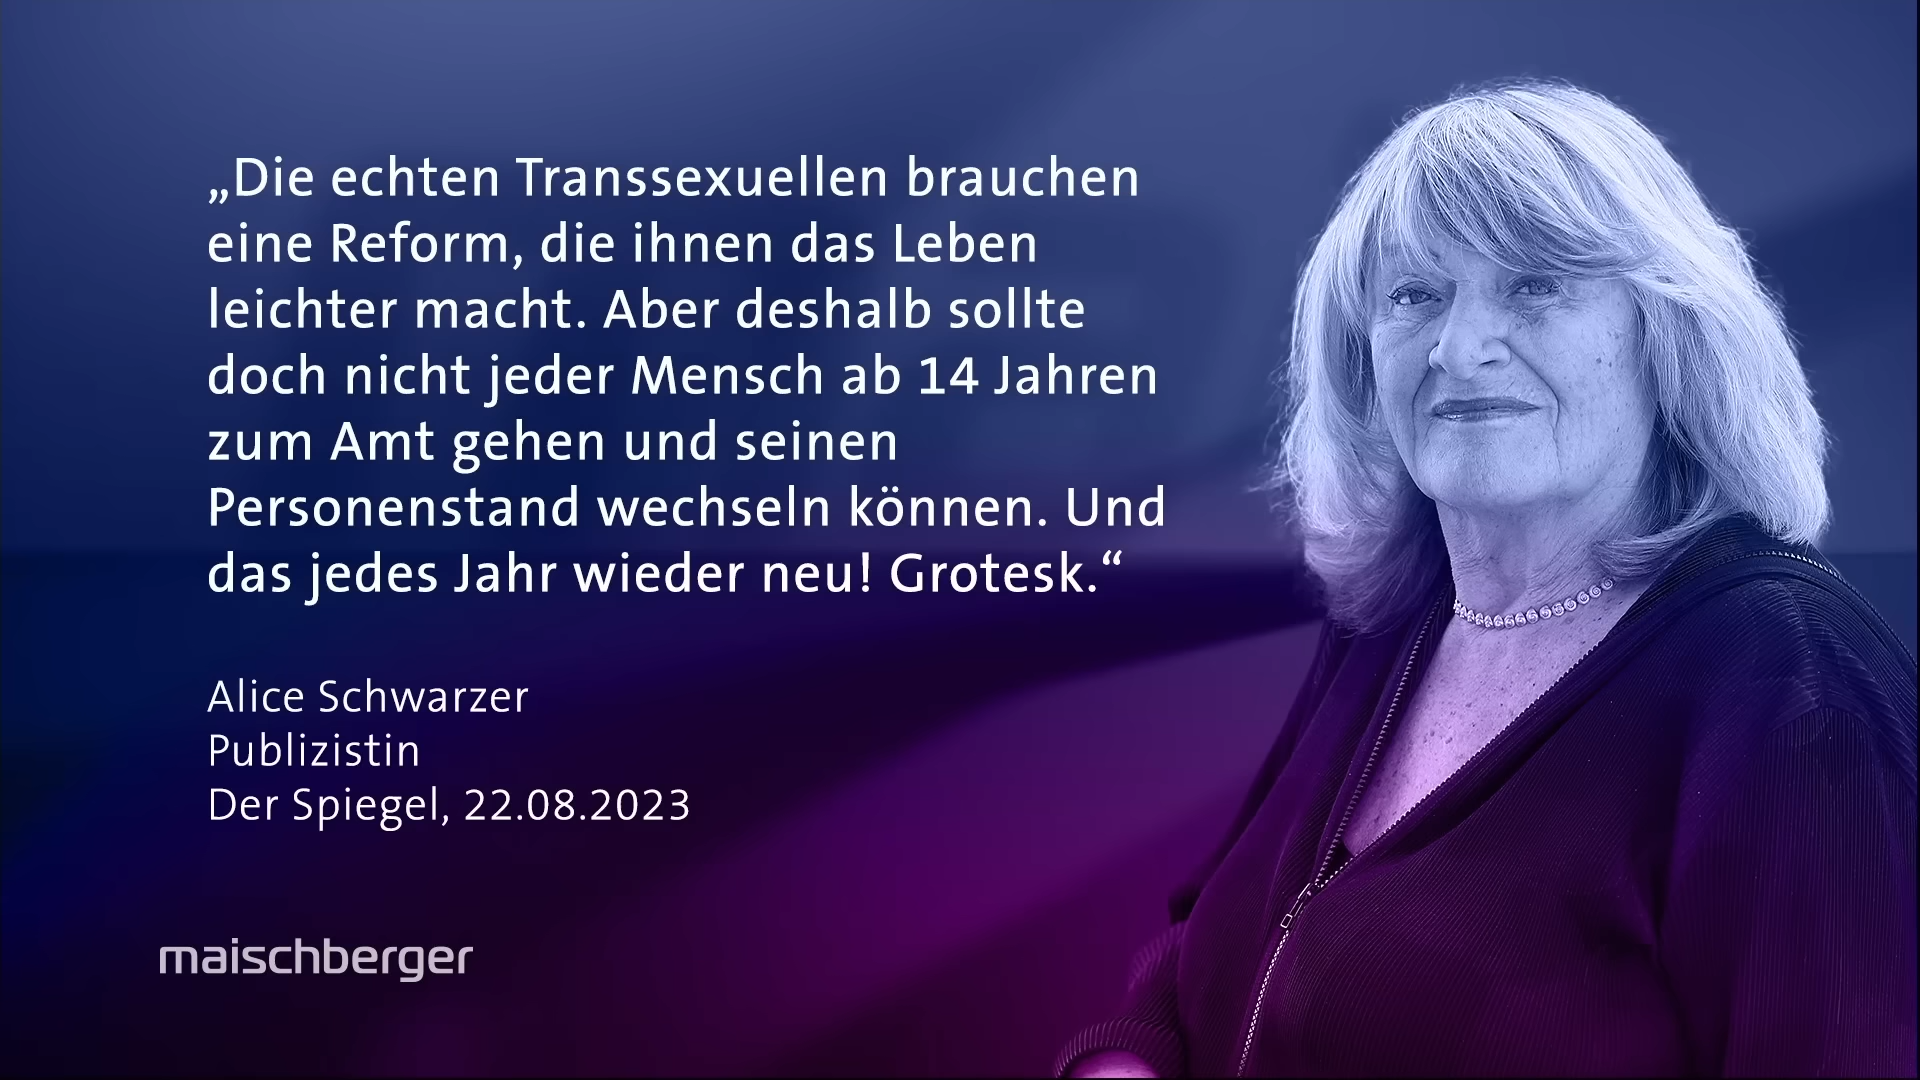 „Die echten Transsexuellen brauchen
eine Reform, die ihnen das Leben
leichter macht. Aber deshalb sollte
doch nicht jeder Mensch ab 14 Jahren
zum Amt gehen und seinen
Personenstand wechseln können. Und
das jedes Jahr wieder neu! Grotesk.“
Alice Schwarzer
Publizistin
Der Spiegel, 22.08.2023
maischberger